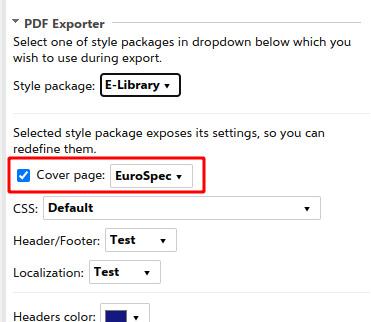 PDF Exporter
Select one of style packages in dropdown below which you
wish to use during export.
Style package: E-Library
Selected style package exposes its settings, so you can
redefine them.
Cover page: EuroSpec
CSS: Default
Header/Footer: Test
Localization: Test
Headers color: